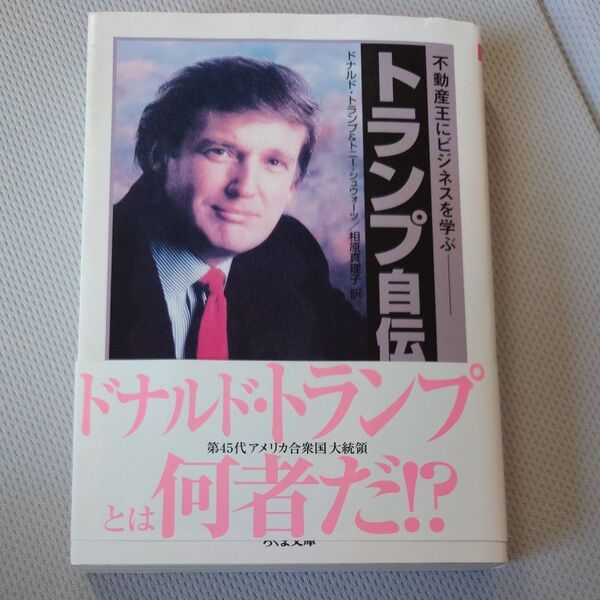 不動産王にビジネスを学ぶ――
トランプ自伝
ドナルド・トランプ&トニー・シュウォーツ/相原真理子 訳
ドナルド・トランプ
第45代アメリカ合衆国大統領
とは何者だ!?
ちくま文庫